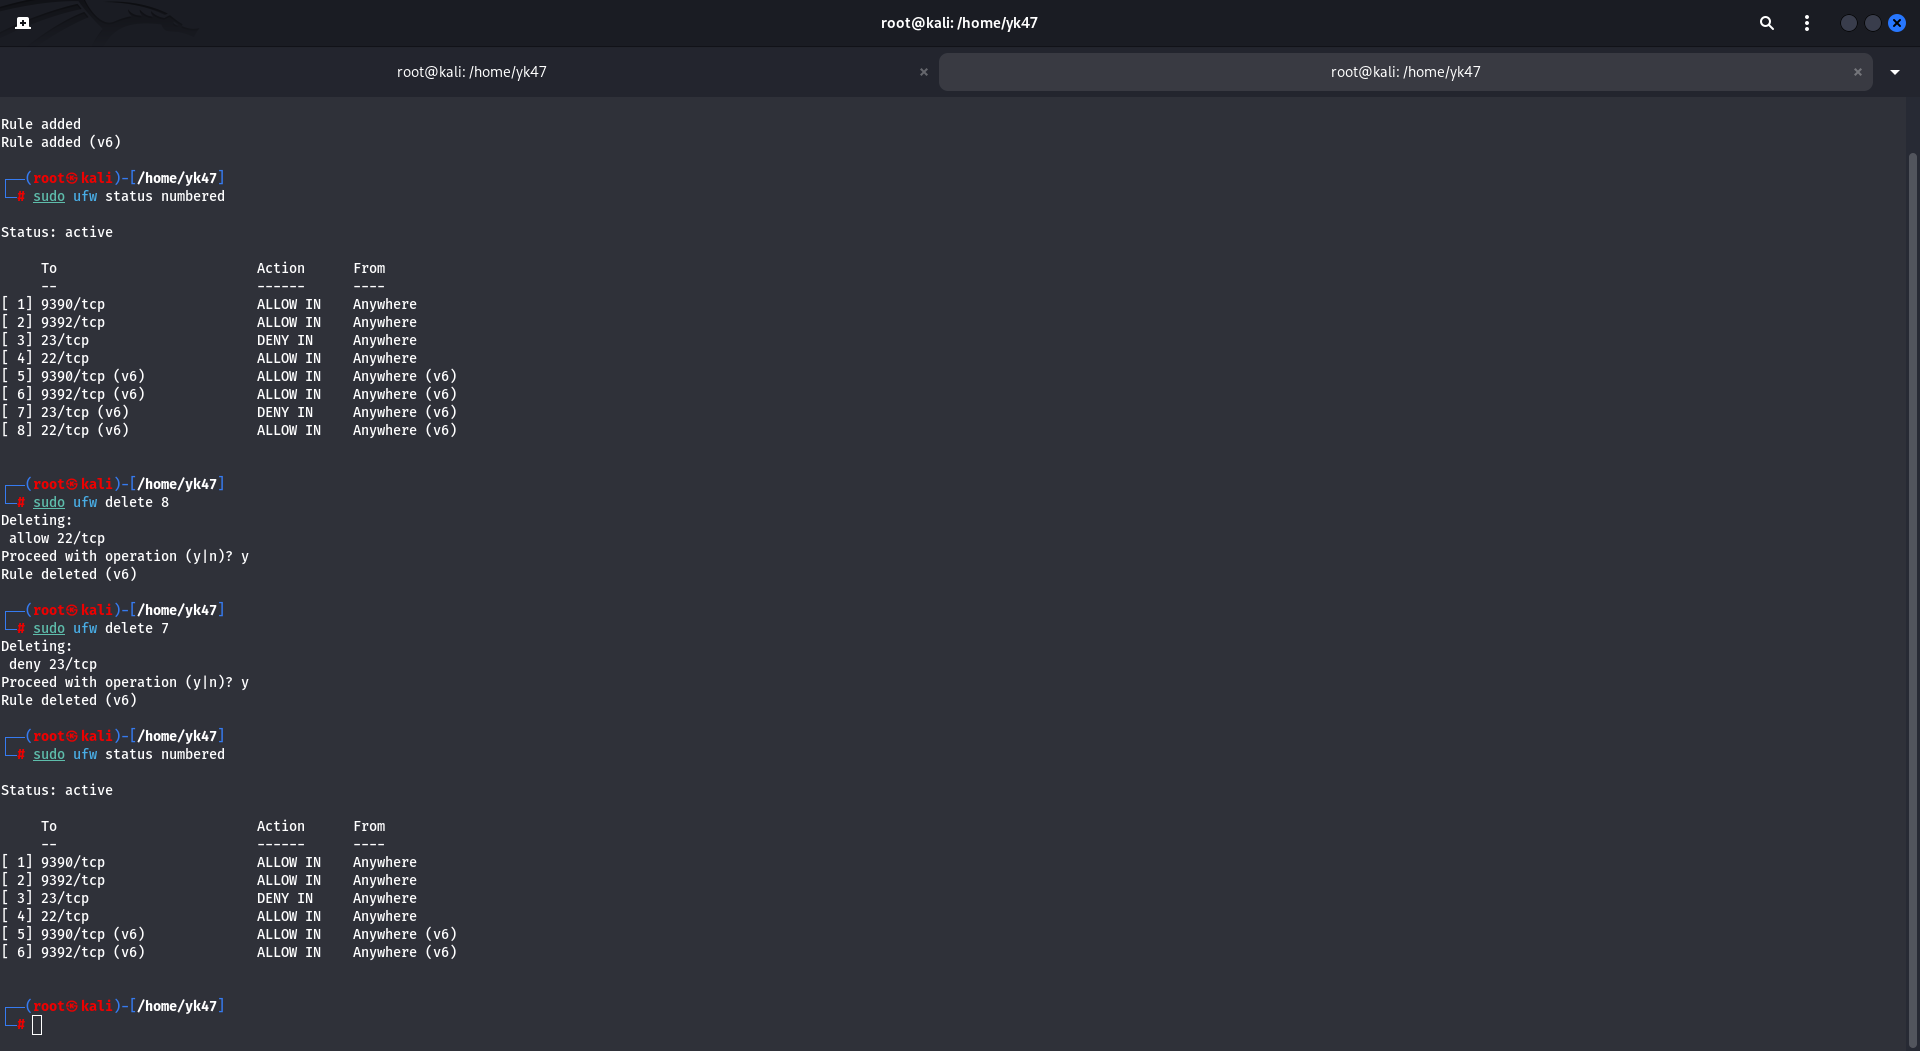 root@kali: /home/yk47
root@kali: /home/yk47
root@kali: /home/yk47
Rule added
Rule added (v6)
┌──(root㉿kali)-[/home/yk47]
└─# sudo ufw status numbered
Status: active
     To                         Action      From
     --                         ------      ----
[ 1] 9390/tcp                   ALLOW IN    Anywhere
[ 2] 9392/tcp                   ALLOW IN    Anywhere
[ 3] 23/tcp                     DENY IN     Anywhere
[ 4] 22/tcp                     ALLOW IN    Anywhere
[ 5] 9390/tcp (v6)              ALLOW IN    Anywhere (v6)
[ 6] 9392/tcp (v6)              ALLOW IN    Anywhere (v6)
[ 7] 23/tcp (v6)                DENY IN     Anywhere (v6)
[ 8] 22/tcp (v6)                ALLOW IN    Anywhere (v6)
┌──(root㉿kali)-[/home/yk47]
└─# sudo ufw delete 8
Deleting:
 allow 22/tcp
Proceed with operation (y|n)? y
Rule deleted (v6)
┌──(root㉿kali)-[/home/yk47]
└─# sudo ufw delete 7
Deleting:
 deny 23/tcp
Proceed with operation (y|n)? y
Rule deleted (v6)
┌──(root㉿kali)-[/home/yk47]
└─# sudo ufw status numbered
Status: active
     To                         Action      From
     --                         ------      ----
[ 1] 9390/tcp                   ALLOW IN    Anywhere
[ 2] 9392/tcp                   ALLOW IN    Anywhere
[ 3] 23/tcp                     DENY IN     Anywhere
[ 4] 22/tcp                     ALLOW IN    Anywhere
[ 5] 9390/tcp (v6)              ALLOW IN    Anywhere (v6)
[ 6] 9392/tcp (v6)              ALLOW IN    Anywhere (v6)
┌──(root㉿kali)-[/home/yk47]
└─#